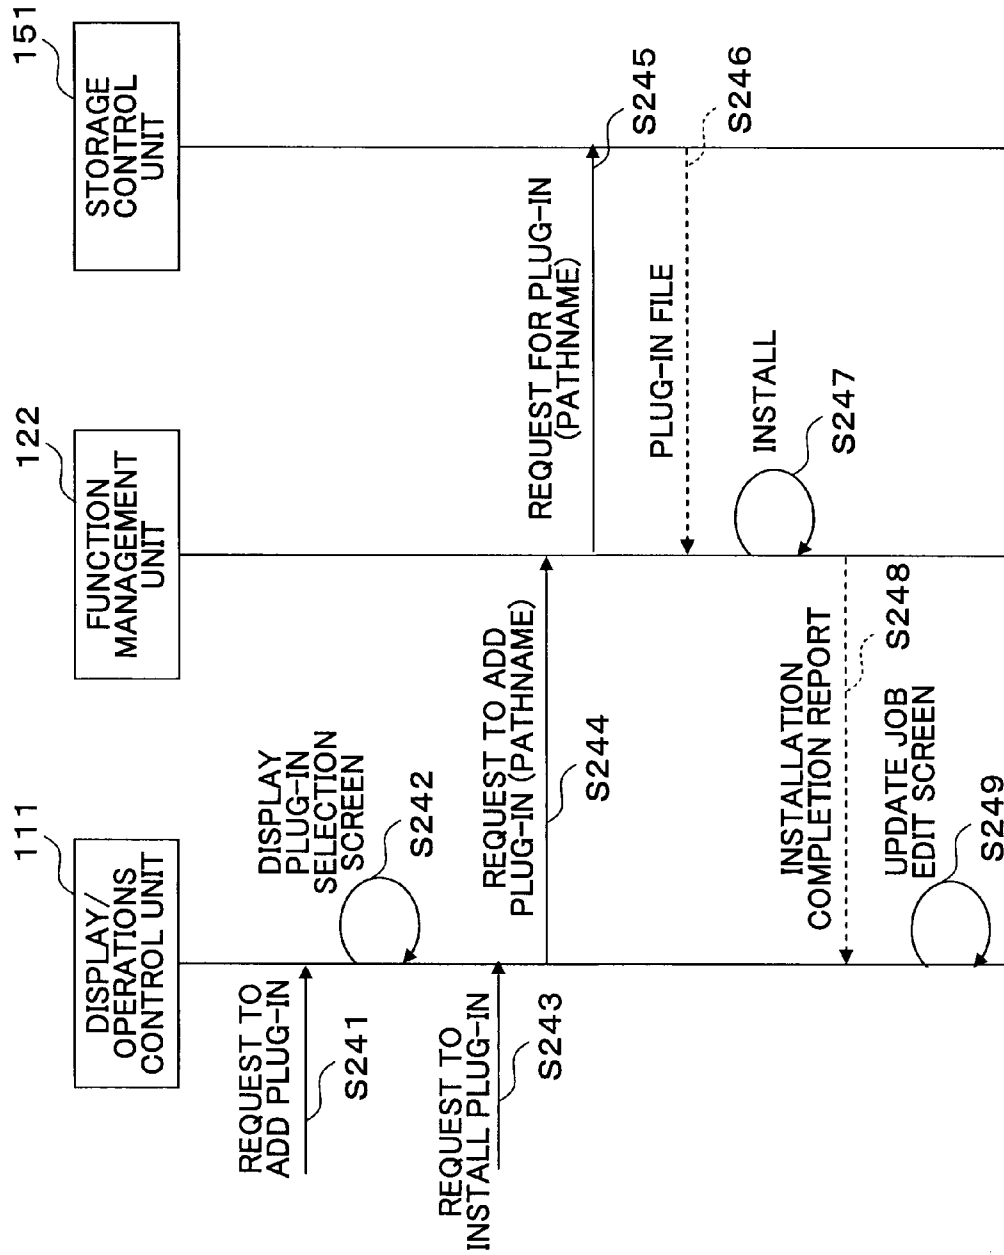 111
DISPLAY/
OPERATIONS
CONTROL UNIT
122
FUNCTION
MANAGEMENT
UNIT
151
STORAGE
CONTROL
UNIT
REQUEST TO
ADD PLUG-IN
S241
DISPLAY
PLUG-IN
SELECTION
SCREEN
S242
REQUEST TO
INSTALL PLUG-IN
S243
REQUEST TO ADD
PLUG-IN (PATHNAME)
S244
REQUEST FOR PLUG-IN
(PATHNAME)
S245
PLUG-IN FILE
S246
INSTALL
S247
INSTALLATION
COMPLETION REPORT
S248
UPDATE JOB
EDIT SCREEN
S249